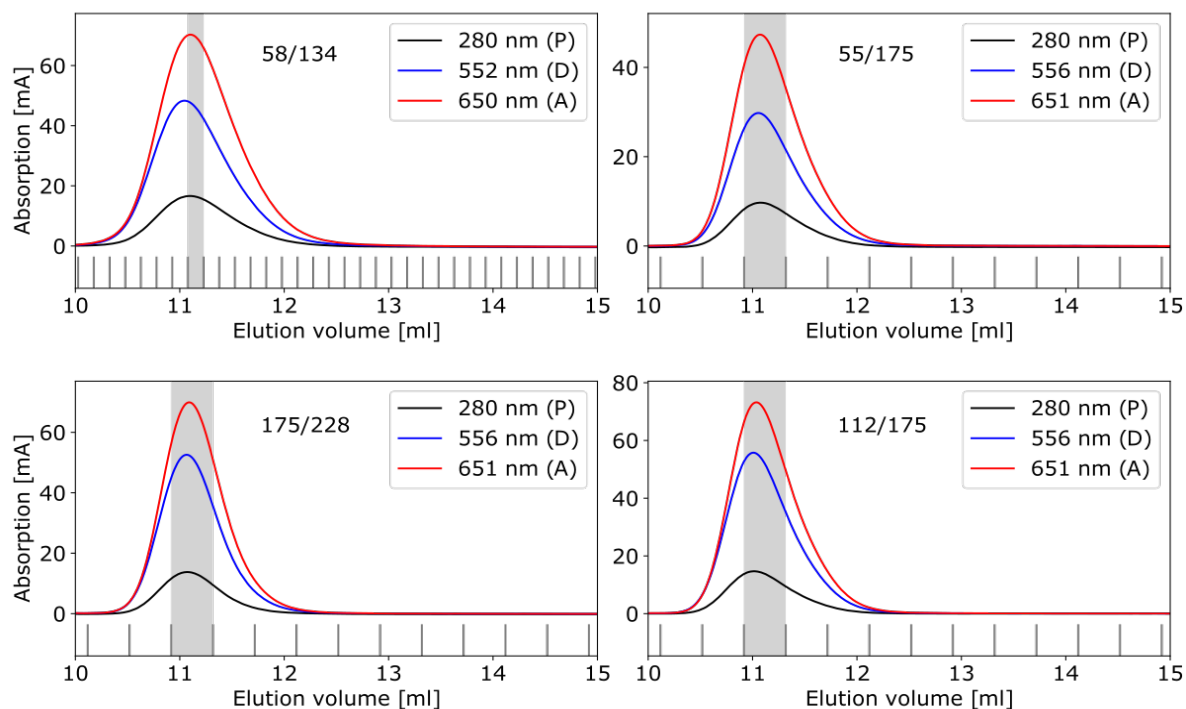 58/134
280 nm (P)
552 nm (D)
650 nm (A)
Absorption [mA]
60
40
20
0
10 11 12 13 14 15
Elution volume [ml]
55/175
280 nm (P)
556 nm (D)
651 nm (A)
40
20
0
10 11 12 13 14 15
Elution volume [ml]
175/228
280 nm (P)
556 nm (D)
651 nm (A)
Absorption [mA]
60
40
20
0
10 11 12 13 14 15
Elution volume [ml]
112/175
280 nm (P)
556 nm (D)
651 nm (A)
80
60
40
20
0
10 11 12 13 14 15
Elution volume [ml]